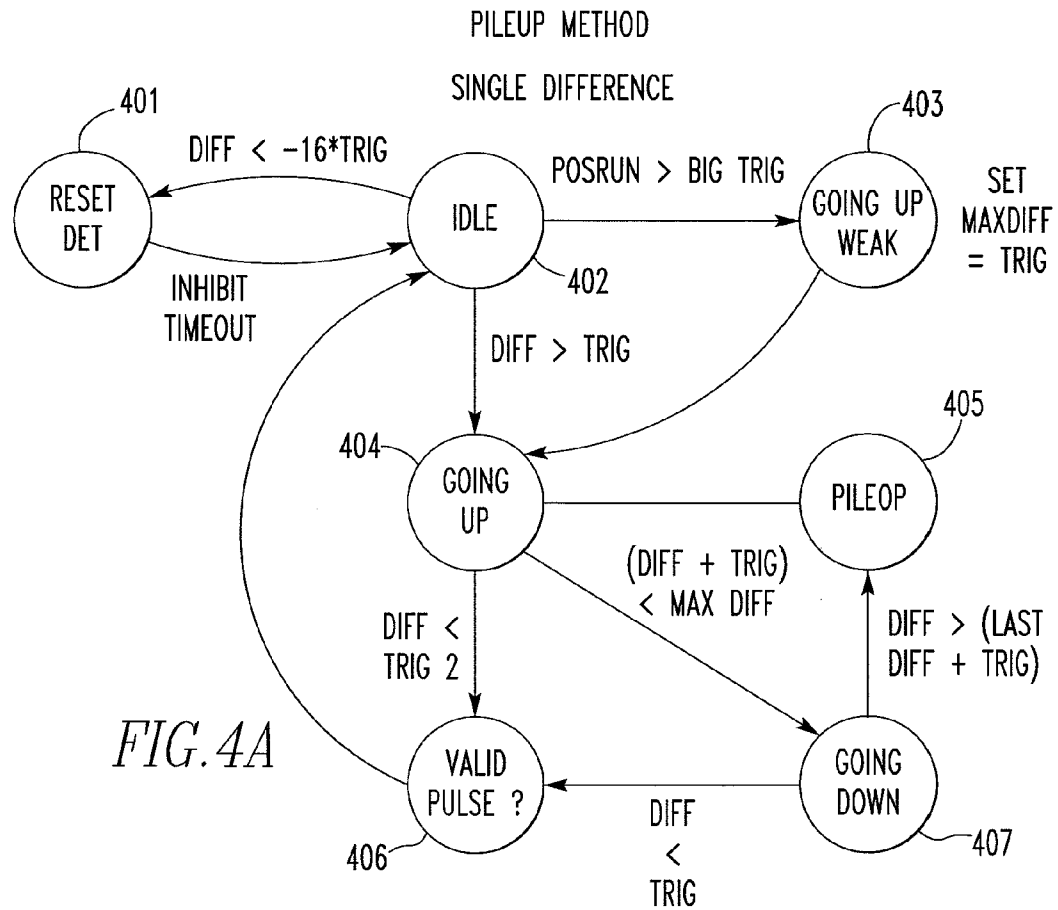 PILEUP METHOD
SINGLE DIFFERENCE
401
403
DIFF < -16*TRIG
POSRUN > BIG TRIG
RESET
DET
IDLE
GOING UP
WEAK
SET
MAXDIFF
= TRIG
402
INHIBIT
TIMEOUT
DIFF > TRIG
404
405
GOING
UP
PILEOP
(DIFF + TRIG)
< MAX DIFF
DIFF <
TRIG 2
DIFF > (LAST
DIFF + TRIG)
FIG.4A
VALID
PULSE ?
GOING
DOWN
406
DIFF
<
TRIG
407